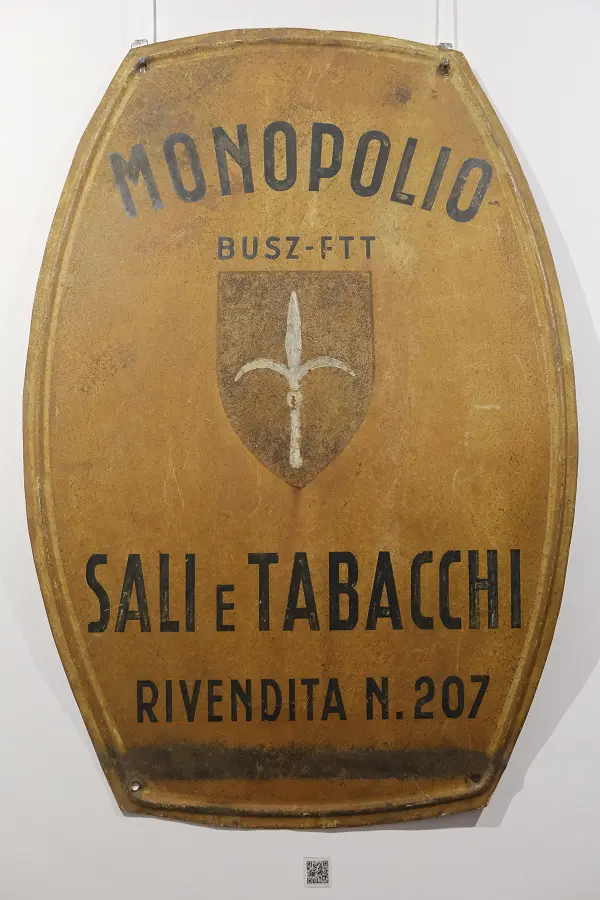 MONOPOLIO
BUSZ-FTT
SALI E TABACCHI
RIVENDITA N. 207